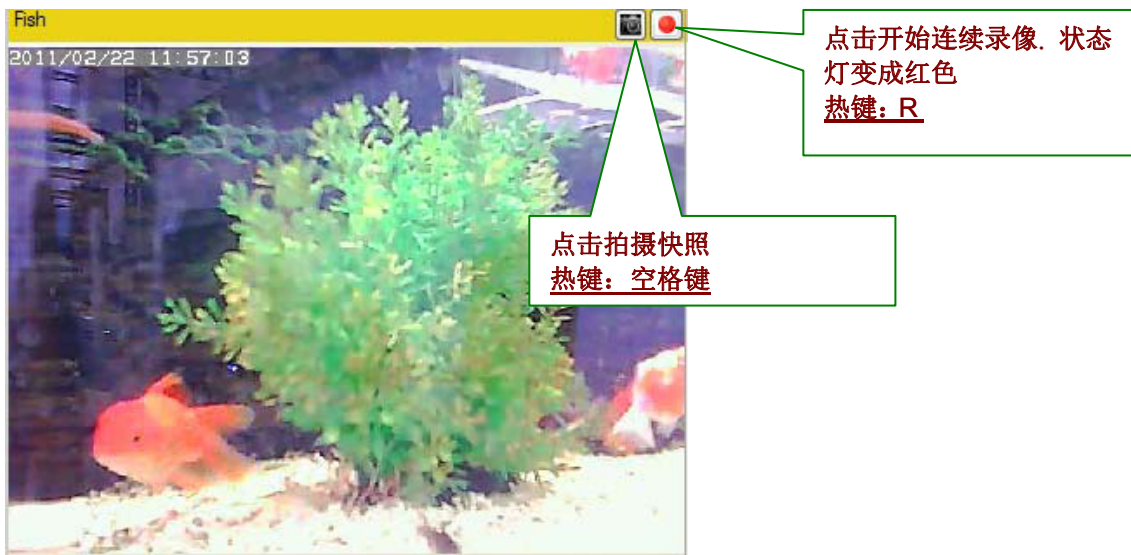 Fish
2011/02/22 11:57:03
点击开始连续录像. 状态
灯变成红色
热键：R
点击拍摄快照
热键：空格键